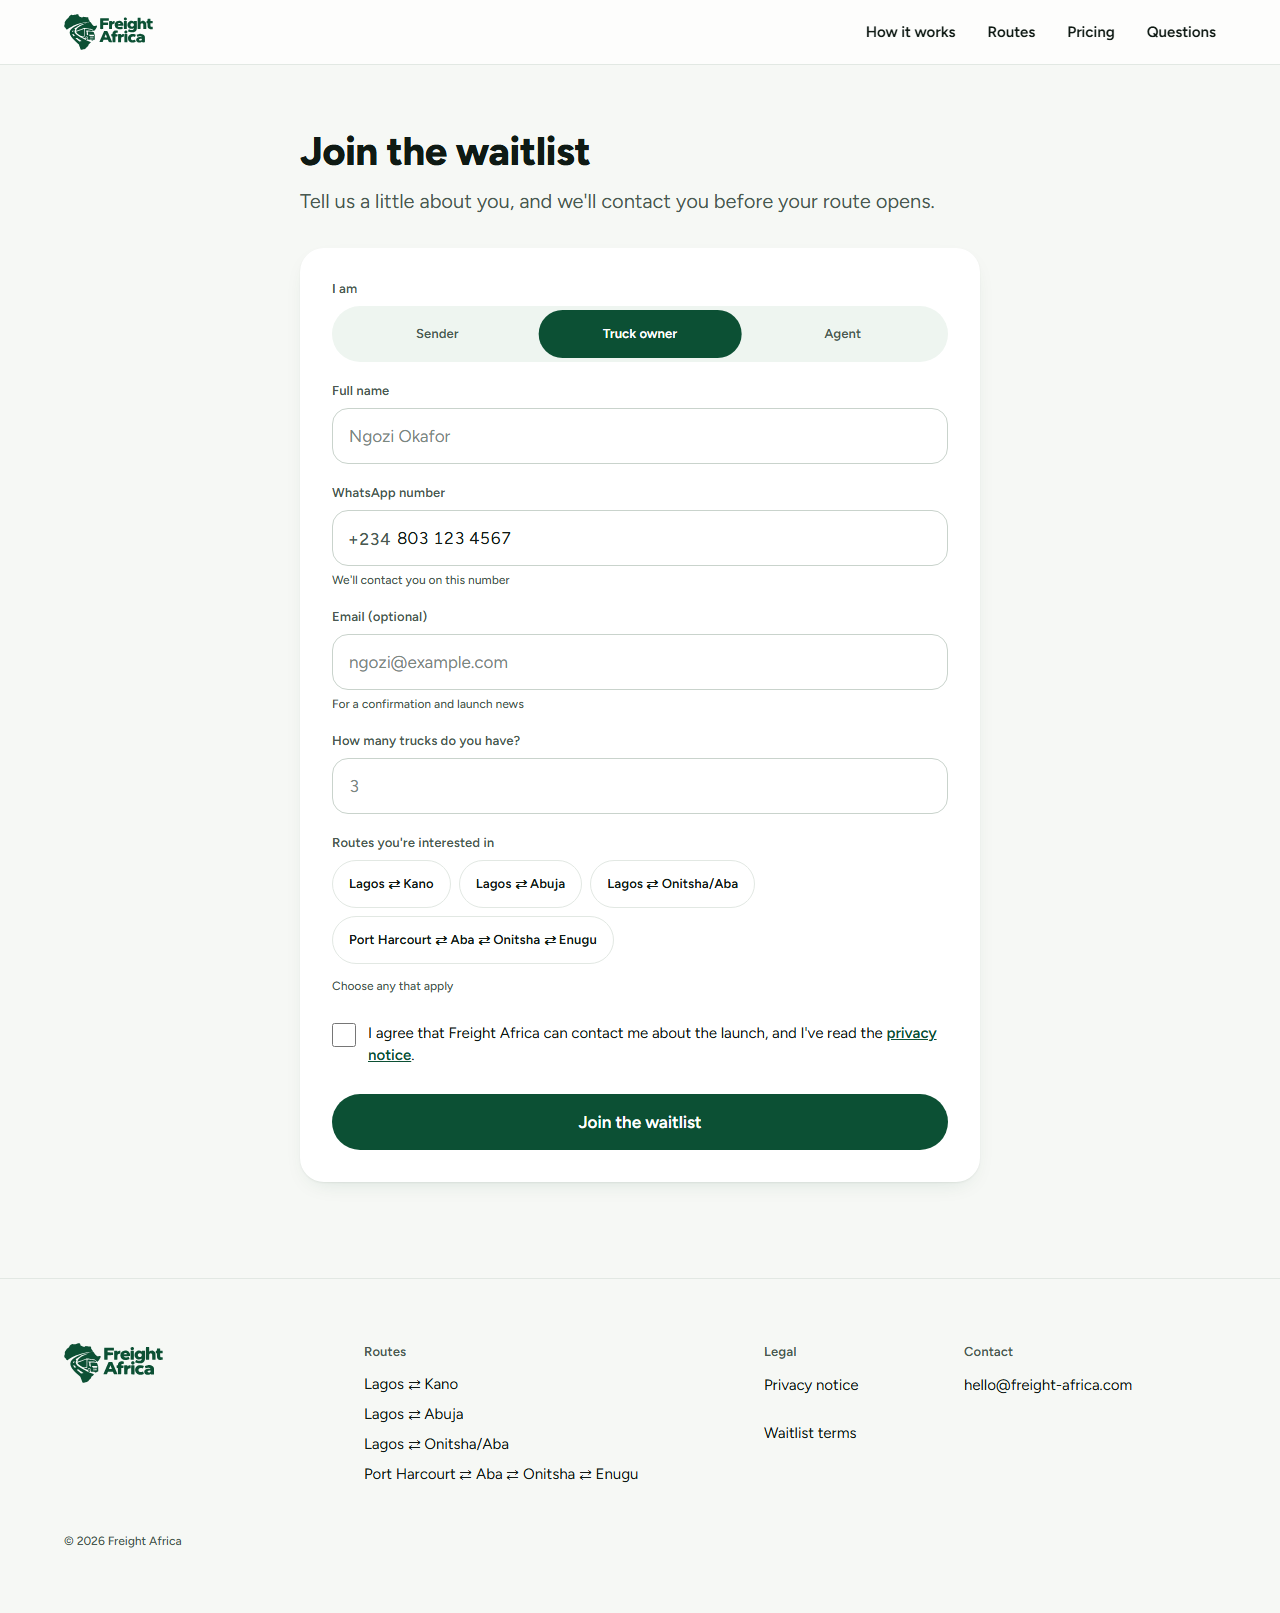 Freight
Africa
How it works
Routes
Pricing
Questions
Join the waitlist
Tell us a little about you, and we'll contact you before your route opens.
I am
Sender
Truck owner
Agent
Full name
Ngozi Okafor
WhatsApp number
+234 803 123 4567
We'll contact you on this number
Email (optional)
ngozi@example.com
For a confirmation and launch news
How many trucks do you have?
3
Routes you're interested in
Lagos ⇄ Kano
Lagos ⇄ Abuja
Lagos ⇄ Onitsha/Aba
Port Harcourt ⇄ Aba ⇄ Onitsha ⇄ Enugu
Choose any that apply
I agree that Freight Africa can contact me about the launch, and I've read the privacy
notice.
Join the waitlist
Freight
Africa
Routes
Lagos ⇄ Kano
Lagos ⇄ Abuja
Lagos ⇄ Onitsha/Aba
Port Harcourt ⇄ Aba ⇄ Onitsha ⇄ Enugu
Legal
Privacy notice
Waitlist terms
Contact
hello@freight-africa.com
© 2026 Freight Africa